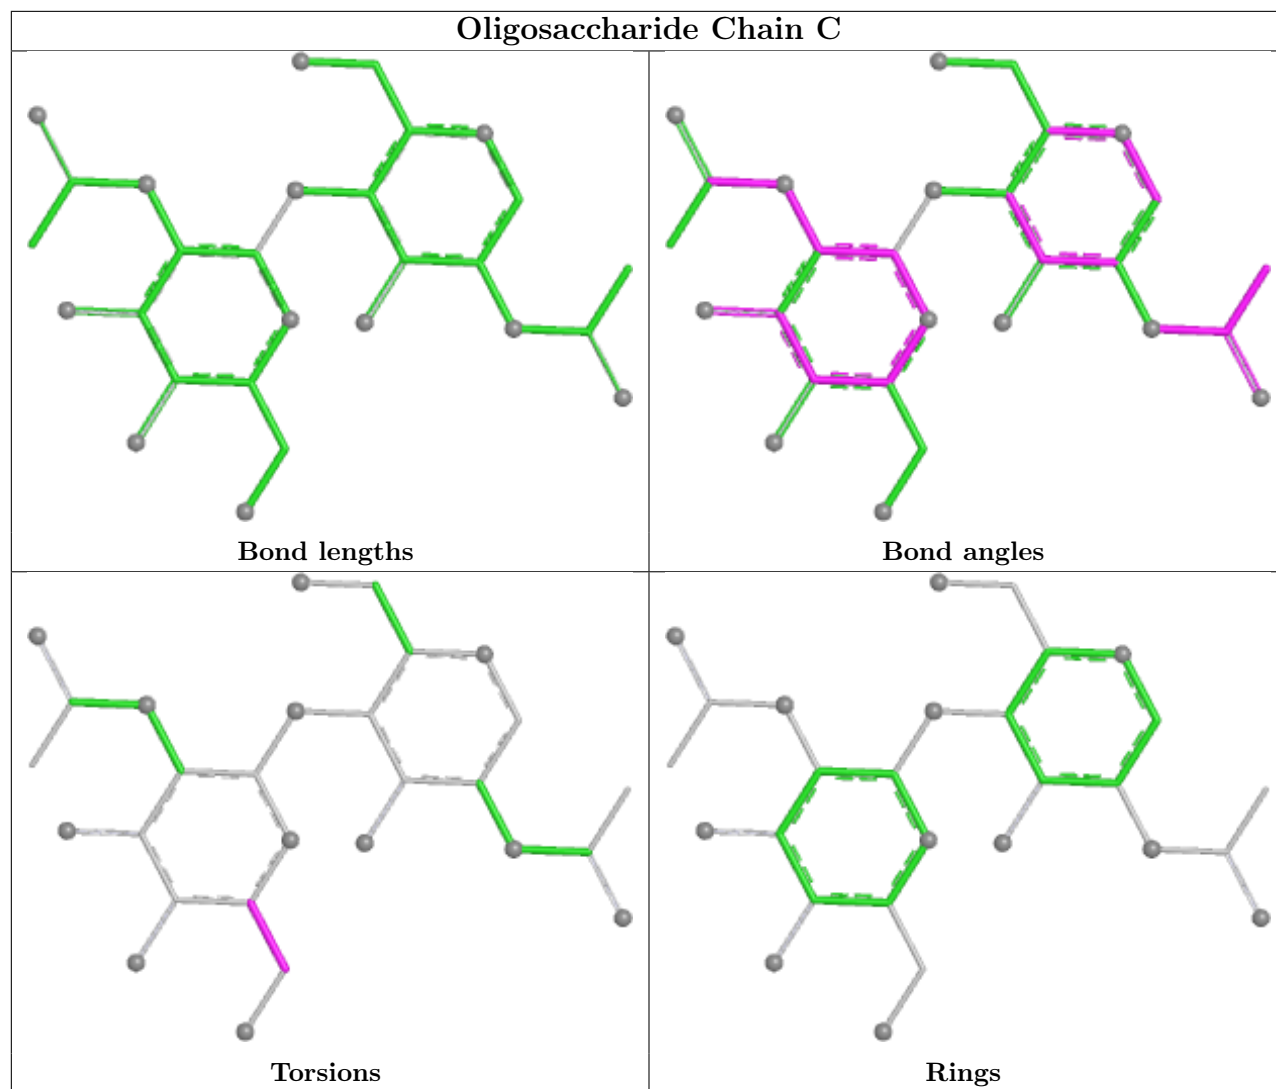 Oligosaccharide Chain C
Bond lengths
Bond angles
Torsions
Rings